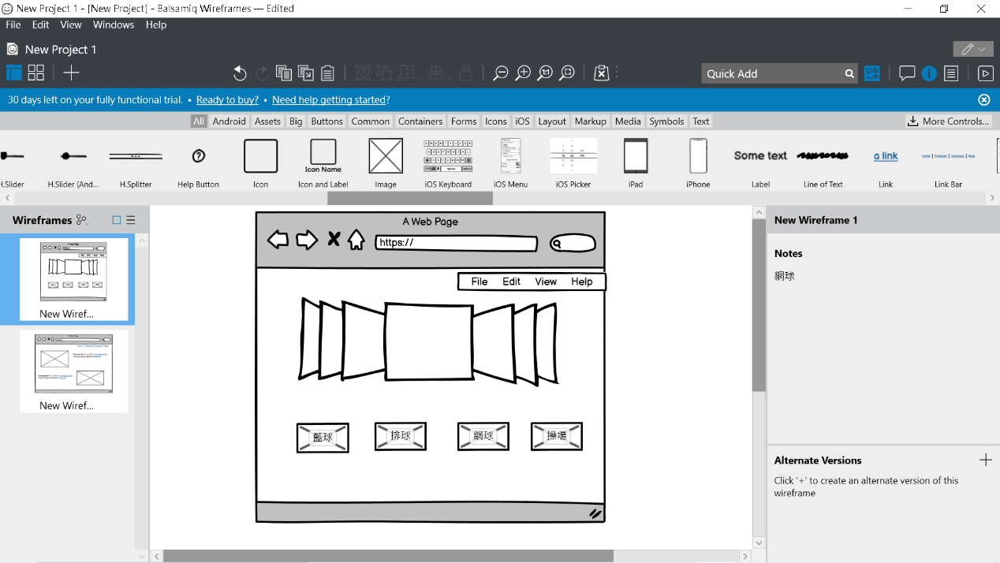 New Project 1 - [New Project] - Balsamiq Wireframes — Edited
File Edit View Windows Help
New Project 1
Quick Add
30 days left on your fully functional trial. • Ready to buy? • Need help getting started?
All Android Assets Big Buttons Common Containers Forms Icons iOS Layout Markup Media Symbols Text More Controls...
Some text a link
Icon Name
H.Slider H.Slider (And... H.Splitter Help Button Icon Icon and Label Image iOS Keyboard iOS Menu iOS Picker iPad iPhone Label Line of Text Link Link Bar
Wireframes
New Wiref...
New Wiref...
A Web Page
https://
File Edit View Help
籃球 排球 網球 操場
New Wireframe 1
Notes
網球
Alternate Versions
Click '+' to create an alternate version of this
wireframe